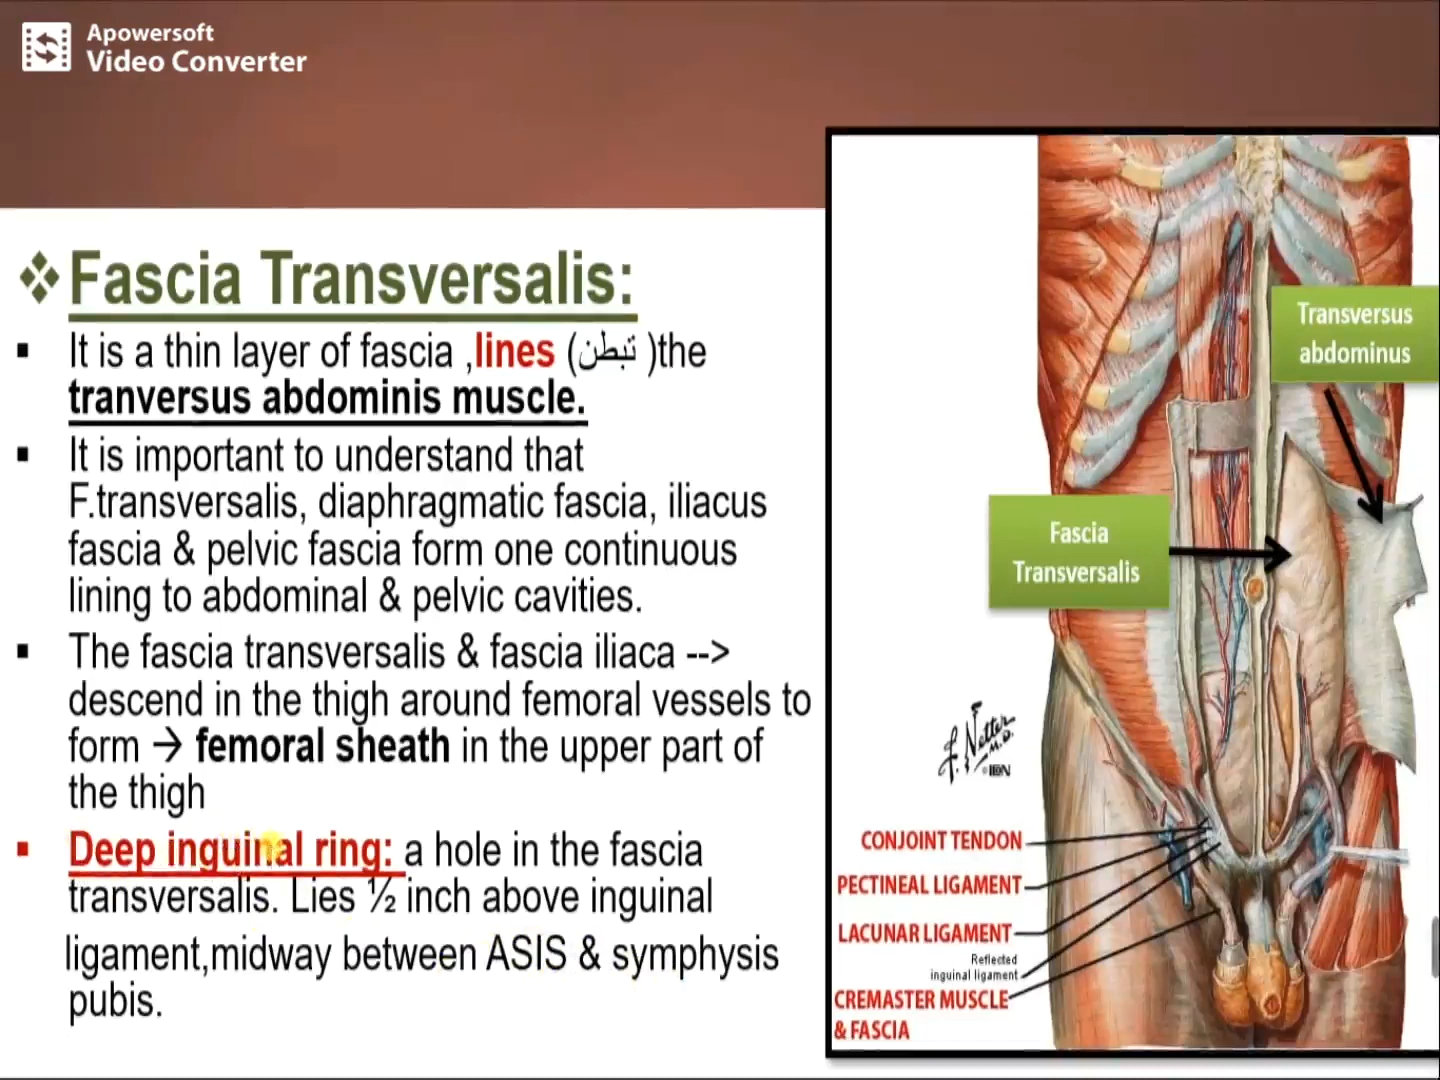 Apowersoft
Video Converter
❖Fascia Transversalis:
▪ It is a thin layer of fascia ,lines (تبطن )the
tranversus abdominis muscle.
▪ It is important to understand that
F.transversalis, diaphragmatic fascia, iliacus
fascia & pelvic fascia form one continuous
lining to abdominal & pelvic cavities.
▪ The fascia transversalis & fascia iliaca -->
descend in the thigh around femoral vessels to
form → femoral sheath in the upper part of
the thigh
▪ Deep inguinal ring: a hole in the fascia
transversalis. Lies ½ inch above inguinal
ligament,midway between ASIS & symphysis
pubis.
Transversus
abdominus
Fascia
Transversalis
F. Netter
M.D.
CONJOINT TENDON
PECTINEAL LIGAMENT
LACUNAR LIGAMENT
Reflected
inguinal ligament
CREMASTER MUSCLE
& FASCIA